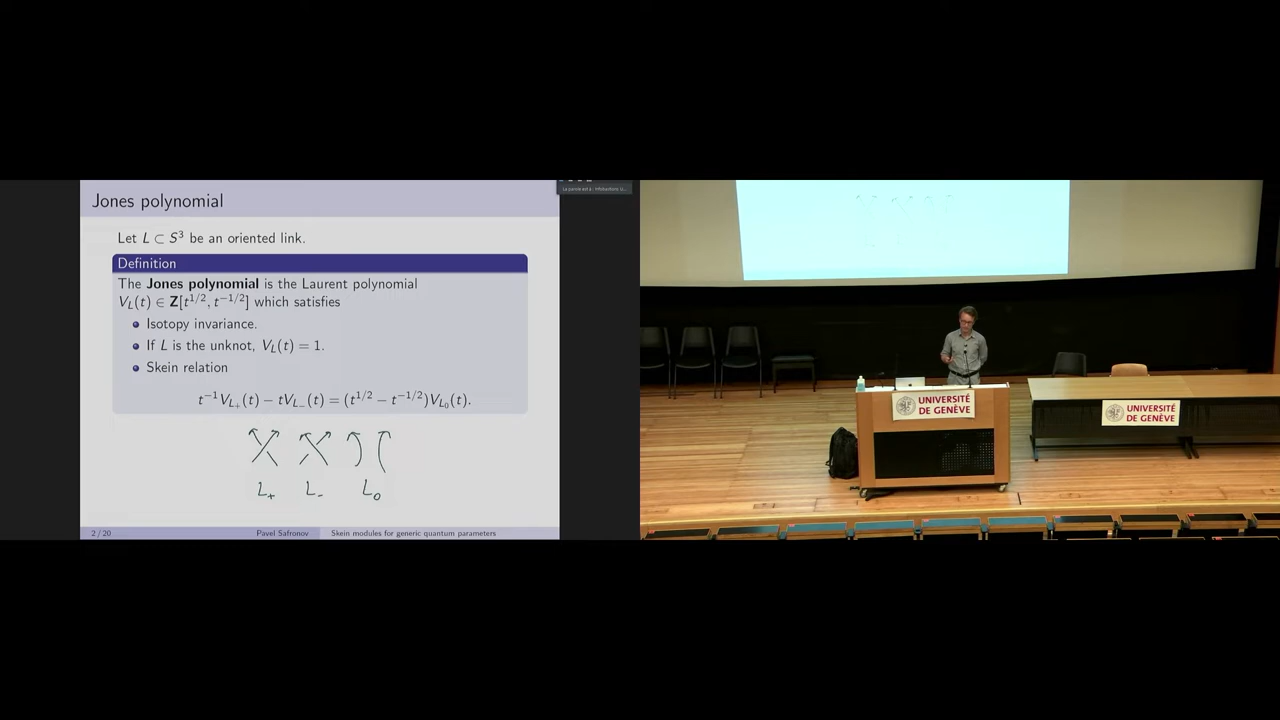 Jones polynomial
Let L ⊂ S³ be an oriented link.
Definition
The Jones polynomial is the Laurent polynomial
V_L(t) ∈ Z[t^{1/2}, t^{-1/2}] which satisfies
Isotopy invariance.
If L is the unknot, V_L(t) = 1.
Skein relation
t^{-1}V_{L_+}(t) − tV_{L_-}(t) = (t^{1/2} − t^{-1/2})V_{L_0}(t).
L₊ L₋ L₀
2 / 20 Pavel Safronov Skein modules for generic quantum parameters
UNIVERSITÉ
DE GENÈVE
UNIVERSITÉ
DE GENÈVE